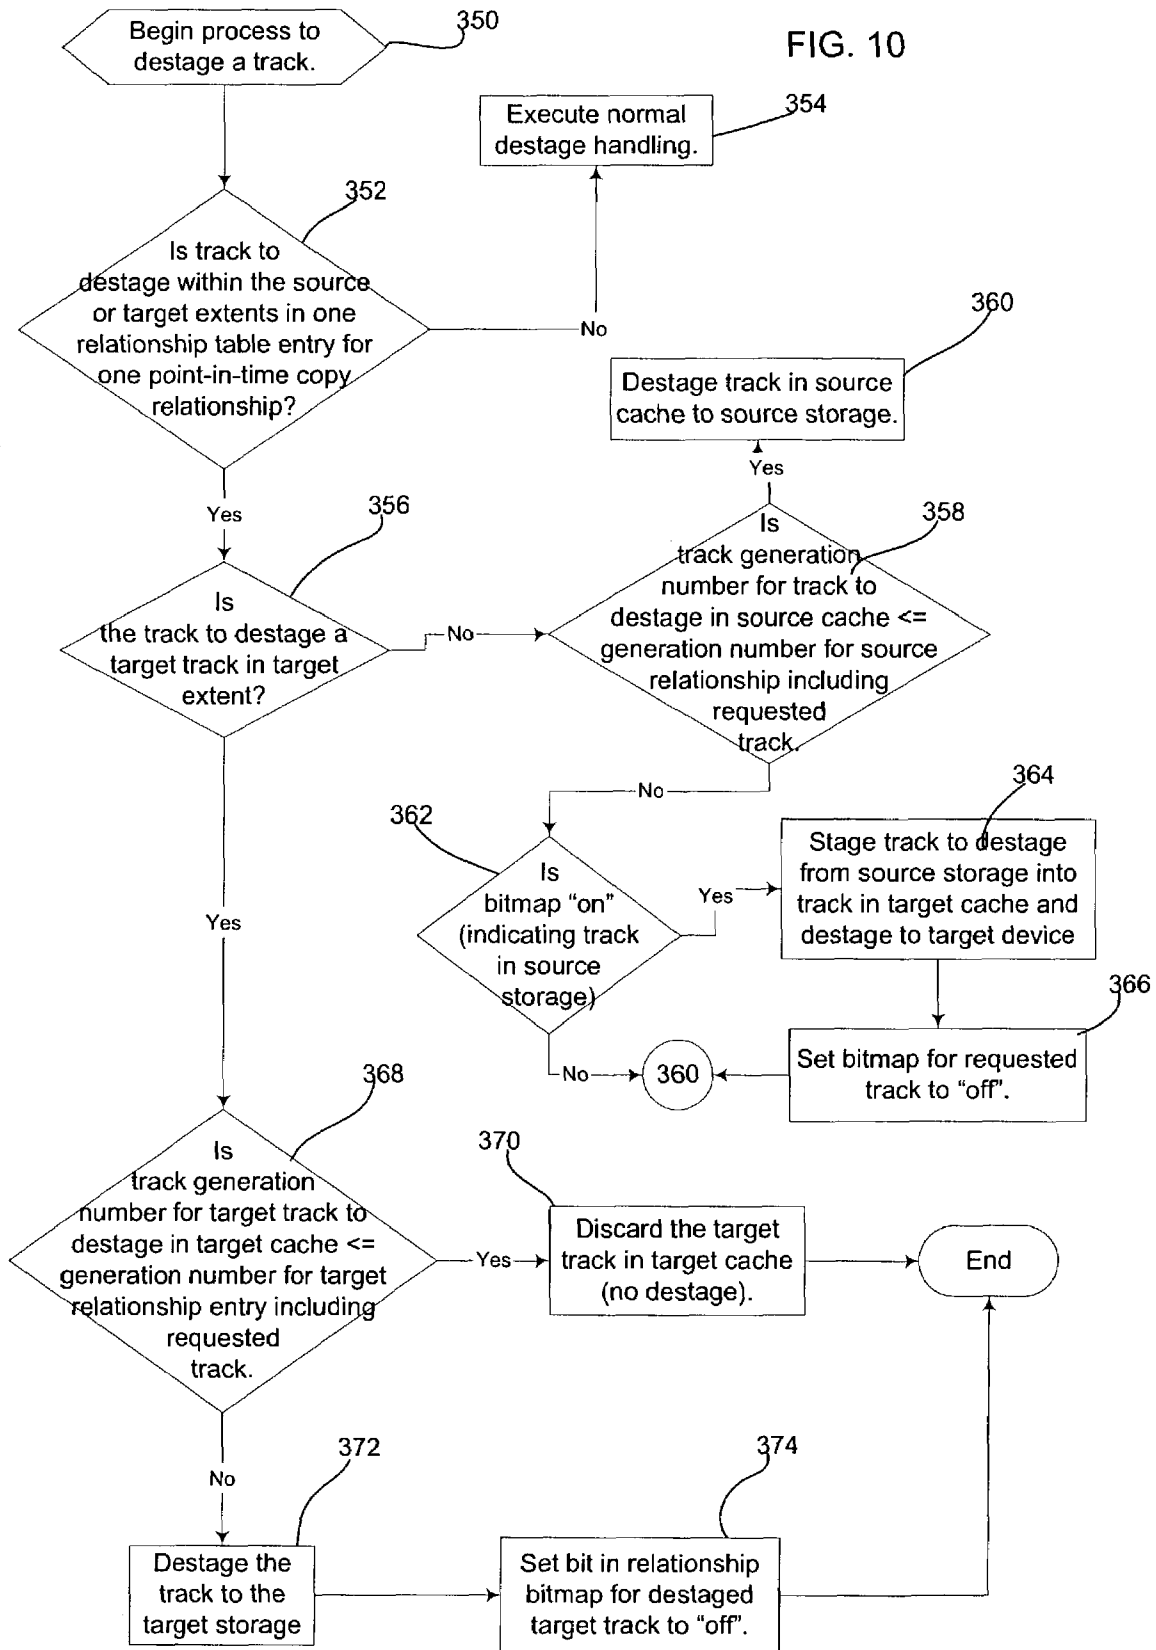 Begin process to
destage a track.
350
FIG. 10
Execute normal
destage handling.
354
352
Is track to
destage within the source
or target extents in one
relationship table entry for
one point-in-time copy
relationship?
No
360
Destage track in source
cache to source storage.
Yes
Yes
356
358
Is
track generation
number for track to
destage in source cache <=
generation number for source
relationship including
requested
track.
Is
the track to destage a
target track in target
extent?
No
No
362
364
Is
bitmap “on”
(indicating track
in source
storage)
Yes
Stage track to destage
from source storage into
track in target cache and
destage to target device
Yes
366
Set bitmap for requested
track to “off”.
No
360
368
Is
track generation
number for target track to
destage in target cache <=
generation number for target
relationship entry including
requested
track.
370
Yes
Discard the target
track in target cache
(no destage).
End
No
372
374
Destage the
track to the
target storage
Set bit in relationship
bitmap for destaged
target track to “off”.